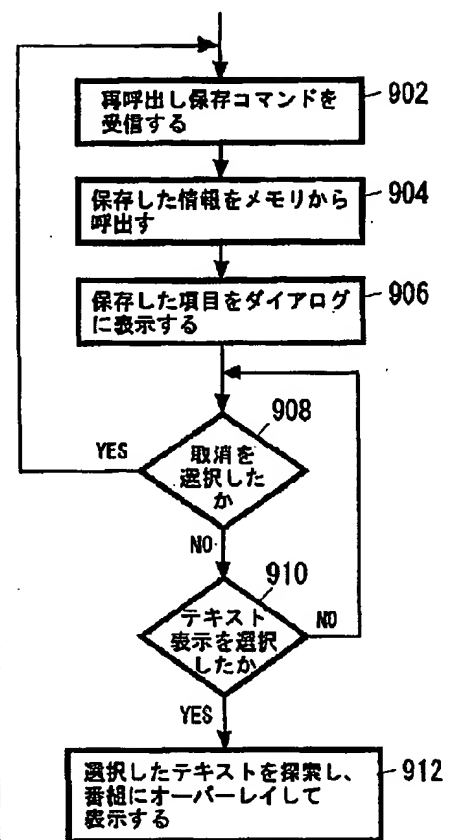 再呼出し保存コマンドを
受信する
902
保存した情報をメモリから
呼出す
904
保存した項目をダイアログ
に表示する
906
908
YES
取消を
選択した
か
NO
910
テキスト
表示を選択
したか
NO
YES
選択したテキストを探索し、
番組にオーバーレイして
表示する
912